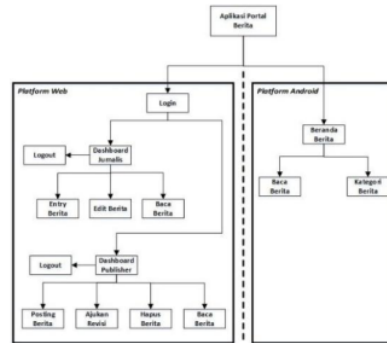 Aplikasi Portal
Berita
Platform Web
Platform Android
Login
Beranda
Berita
Logout
Dashboard
Jurnalis
Baca
Berita
Kategori
Berita
Entry
Berita
Edit Berita
Baca
Berita
Logout
Dashboard
Publisher
Posting
Berita
Ajukan
Revisi
Hapus
Berita
Baca
Berita